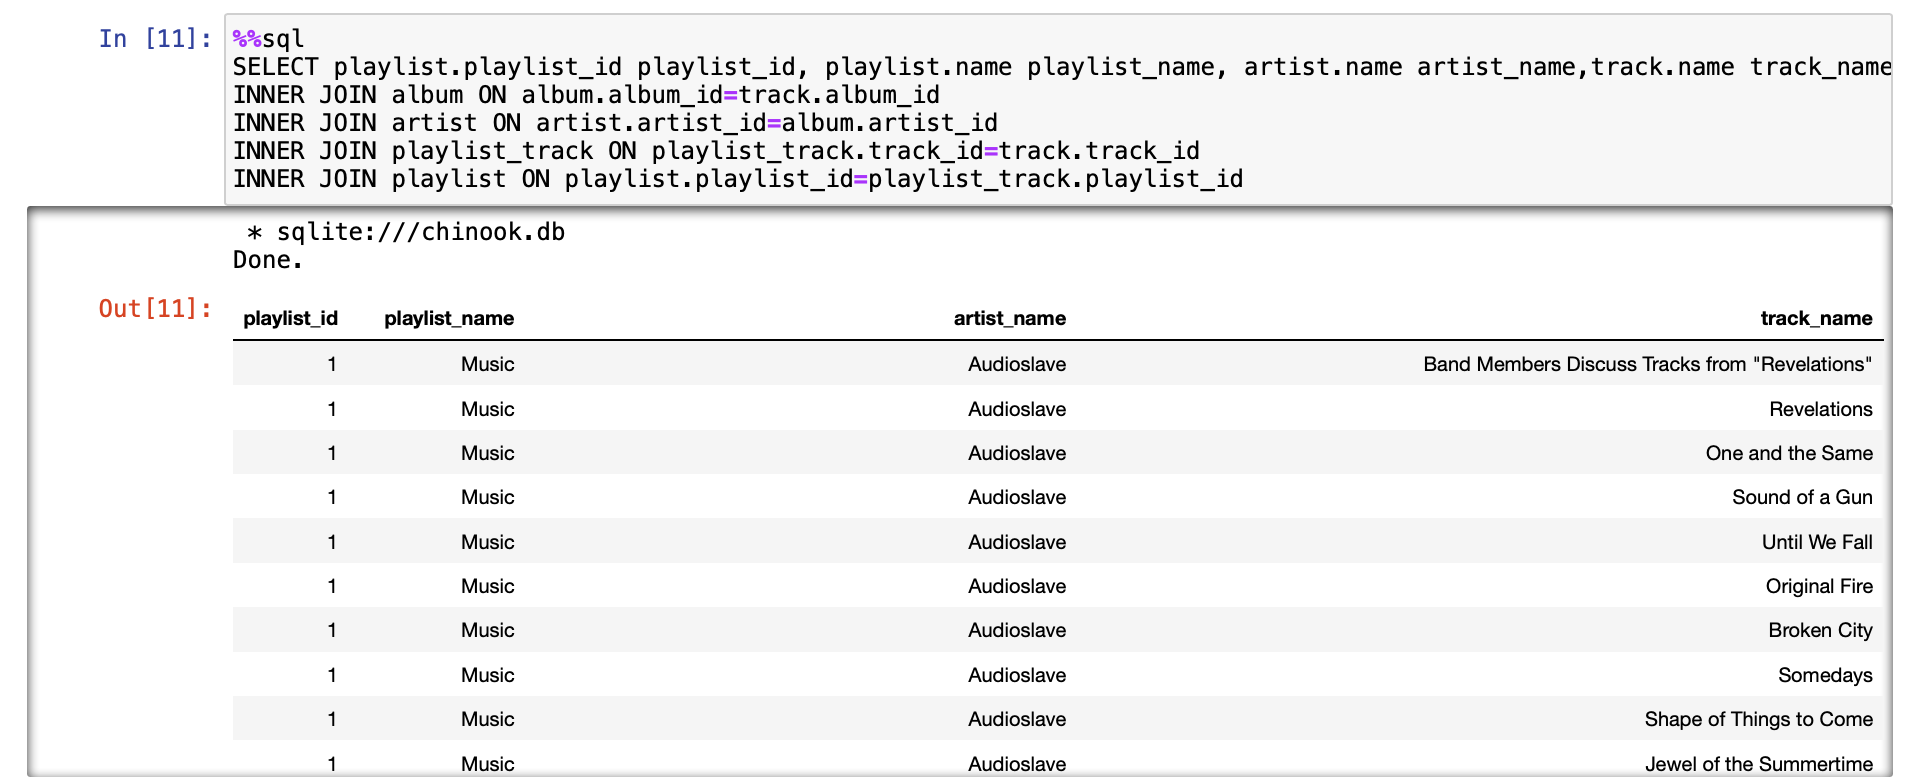 In [11]: %%sql
SELECT playlist.playlist_id playlist_id, playlist.name playlist_name, artist.name artist_name,track.name track_name
INNER JOIN album ON album.album_id=track.album_id
INNER JOIN artist ON artist.artist_id=album.artist_id
INNER JOIN playlist_track ON playlist_track.track_id=track.track_id
INNER JOIN playlist ON playlist.playlist_id=playlist_track.playlist_id
* sqlite:///chinook.db
Done.
Out[11]: playlist_id playlist_name artist_name track_name
1 Music Audioslave Band Members Discuss Tracks from "Revelations"
1 Music Audioslave Revelations
1 Music Audioslave One and the Same
1 Music Audioslave Sound of a Gun
1 Music Audioslave Until We Fall
1 Music Audioslave Original Fire
1 Music Audioslave Broken City
1 Music Audioslave Somedays
1 Music Audioslave Shape of Things to Come
1 Music Audioslave Jewel of the Summertime